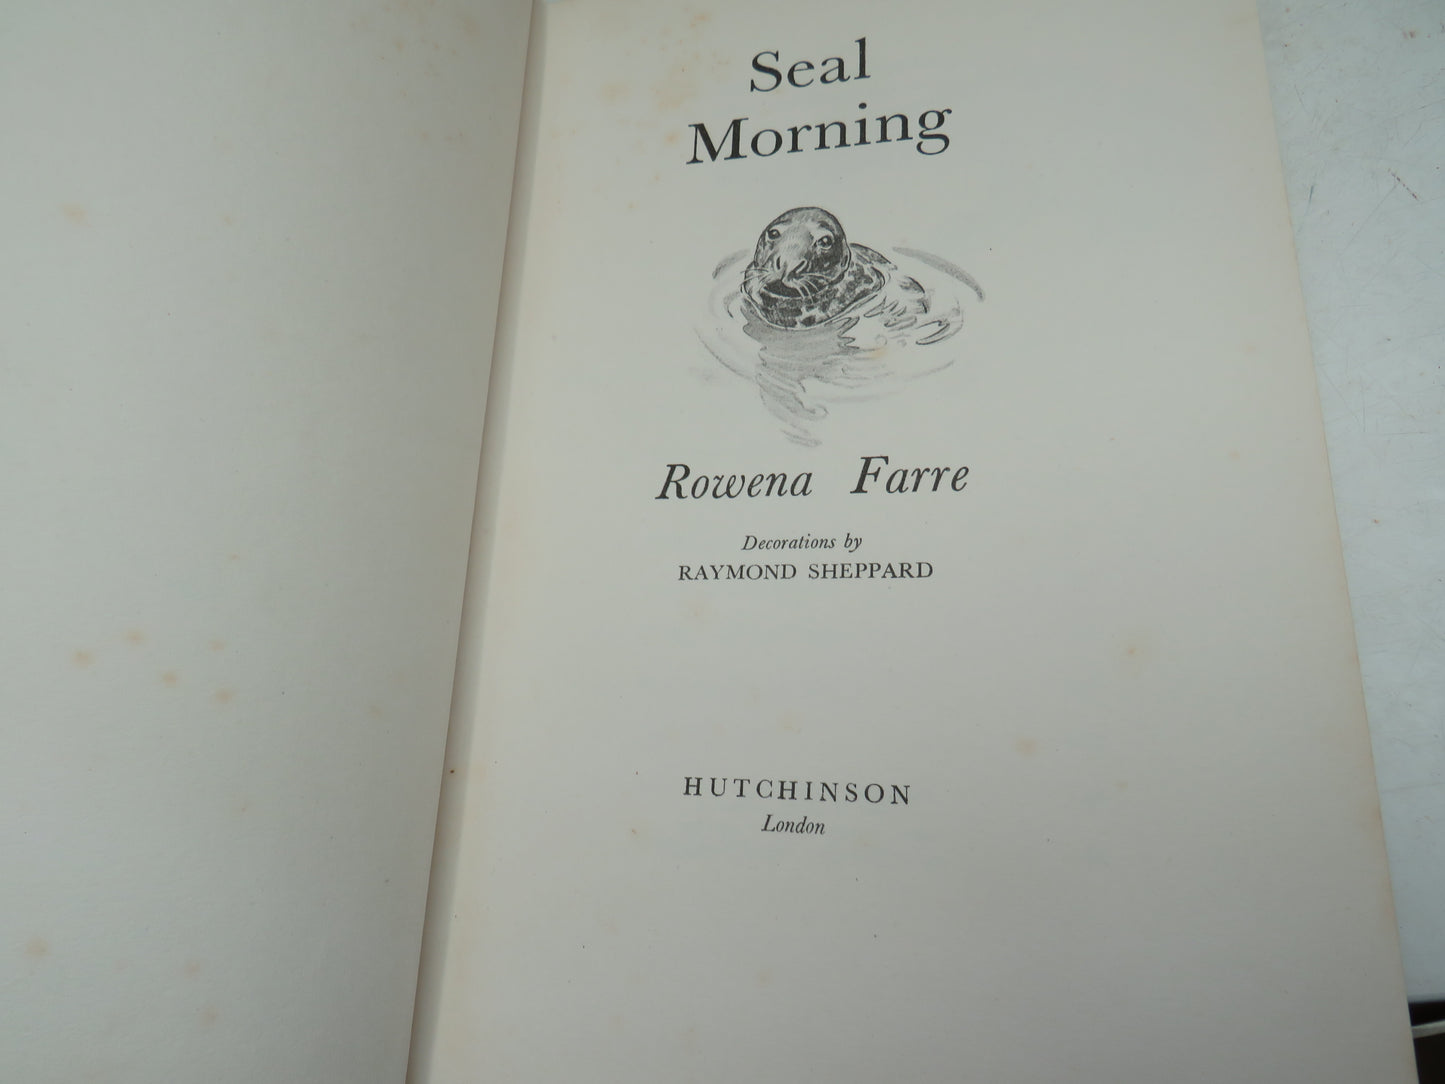 Seal
Morning
Rowena Farre
Decorations by
RAYMOND SHEPPARD
HUTCHINSON
London